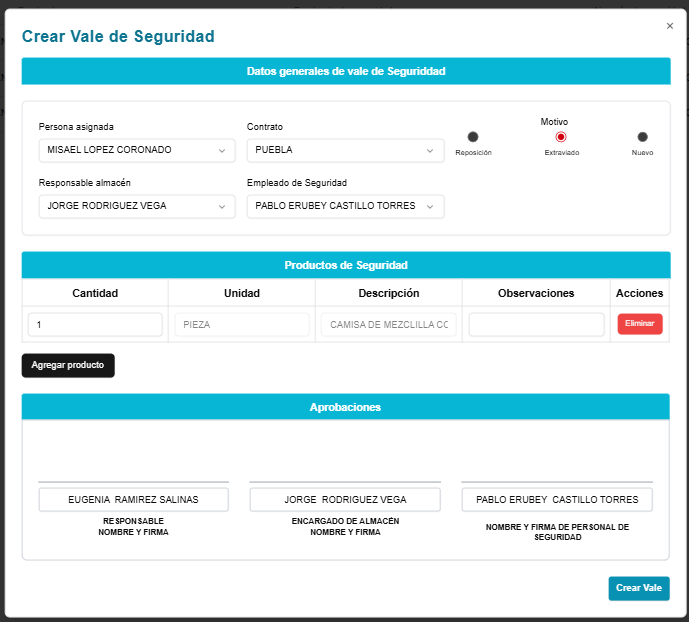 ×
Crear Vale de Seguridad
Datos generales de vale de Seguriddad
Persona asignada
Contrato
Motivo
MISAEL LOPEZ CORONADO
PUEBLA
Reposición
Extraviado
Nuevo
Responsable almacén
Empleado de Seguridad
JORGE RODRIGUEZ VEGA
PABLO ERUBEY CASTILLO TORRES
Productos de Seguridad
Cantidad
Unidad
Descripción
Observaciones
Acciones
1
PIEZA
CAMISA DE MEZCLILLA CC
Eliminar
Agregar producto
Aprobaciones
EUGENIA RAMIREZ SALINAS
RESPONSABLE
NOMBRE Y FIRMA
JORGE RODRIGUEZ VEGA
ENCARGADO DE ALMACÉN
NOMBRE Y FIRMA
PABLO ERUBEY CASTILLO TORRES
NOMBRE Y FIRMA DE PERSONAL DE
SEGURIDAD
Crear Vale